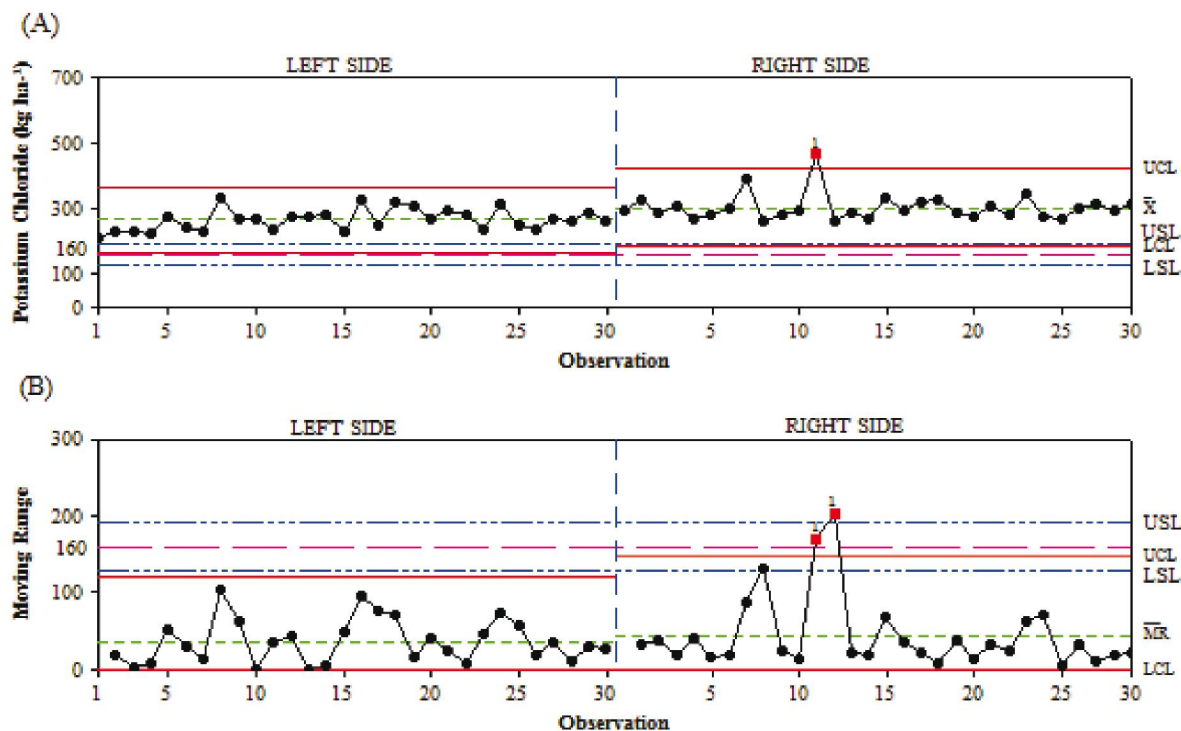 (A)
LEFT SIDE
RIGHT SIDE
Potassium Chloride (kg ha⁻¹)
700
500
300
160
100
0
1
UCL
X̄
USL
LCL
LSL
1 5 10 15 20 25 30 5 10 15 20 25 30
Observation
(B)
LEFT SIDE
RIGHT SIDE
Moving Range
300
200
160
100
0
1
1
USL
UCL
LSL
M̅R̅
LCL
1 5 10 15 20 25 30 5 10 15 20 25 30
Observation